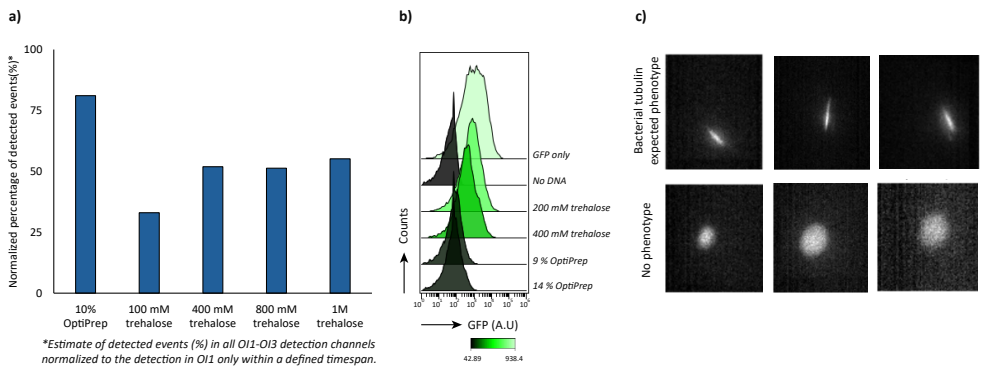 a)
Normalized percentage of detected events(%)*
100
75
50
25
0
10%
OptiPrep
100 mM
trehalose
400 mM
trehalose
800 mM
trehalose
1M
trehalose
*Estimate of detected events (%) in all OI1-OI3 detection channels
normalized to the detection in OI1 only within a defined timespan.
b)
Counts
GFP only
No DNA
200 mM trehalose
400 mM trehalose
9 % OptiPrep
14 % OptiPrep
GFP (A.U)
42.89
938.4
c)
Bacterial tubulin
expected phenotype
No phenotype